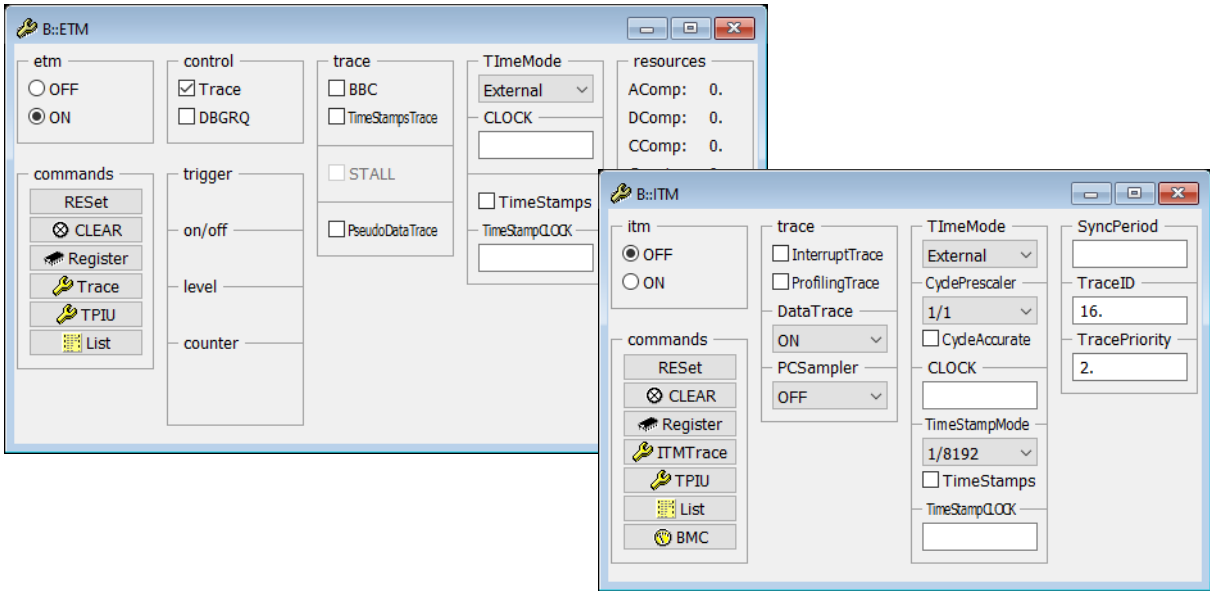 B::ETM
etm
OFF
ON
commands
RESet
CLEAR
Register
Trace
TPIU
List
control
Trace
DBGRQ
trigger
on/off
level
counter
trace
BBC
TimeStampsTrace
STALL
PseudoDataTrace
TImeMode
External
CLOCK
TimeStamps
TimeStampCLOCK
resources
AComp: 0.
DComp: 0.
CComp: 0.
B::ITM
itm
OFF
ON
commands
RESet
CLEAR
Register
ITMTrace
TPIU
List
BMC
trace
InterruptTrace
ProfilingTrace
DataTrace
ON
PCSampler
OFF
TImeMode
External
CyclePrescaler
1/1
CycleAccurate
CLOCK
TimeStampMode
1/8192
TimeStamps
TimeStampCLOCK
SyncPeriod
TraceID
16.
TracePriority
2.